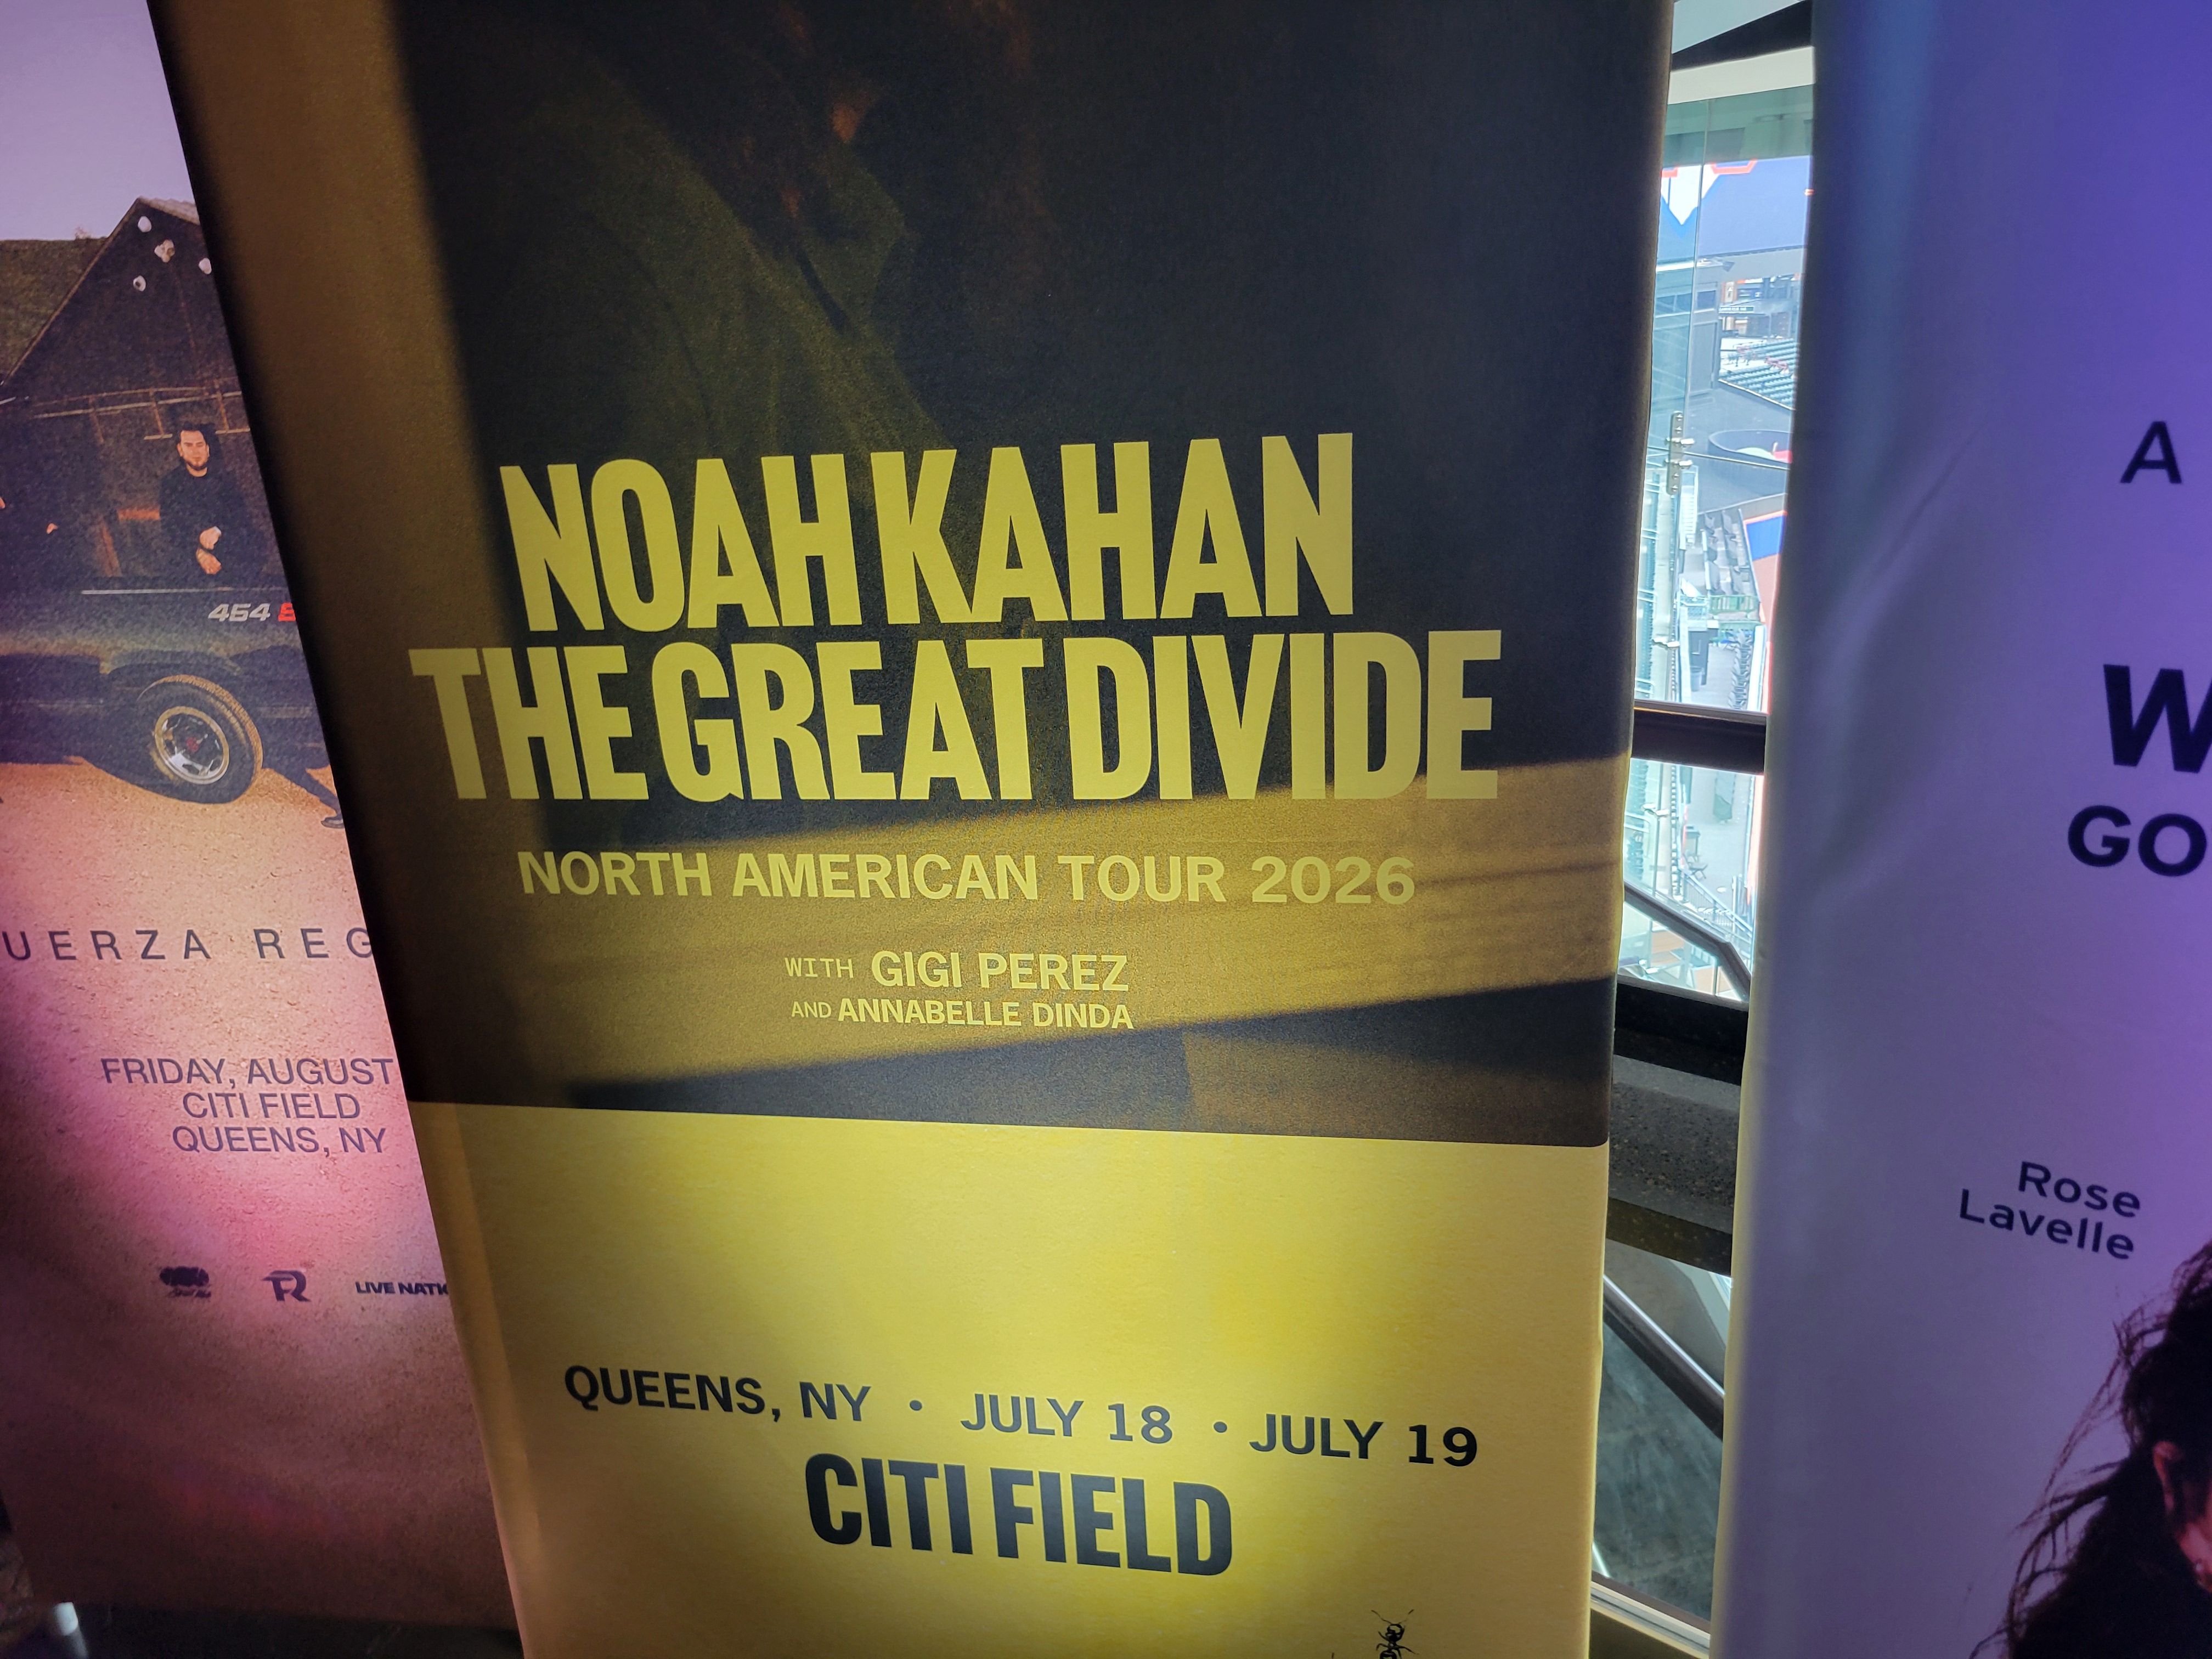 464
UERZA REG
FRIDAY, AUGUST
CITI FIELD
QUEENS, NY
LIVE NATI
NOAH KAHAN
THE GREAT DIVIDE
NORTH AMERICAN TOUR 2026
WITH GIGI PEREZ
AND ANNABELLE DINDA
QUEENS, NY • JULY 18 • JULY 19
CITI FIELD
A
W
GO
Rose
Lavelle